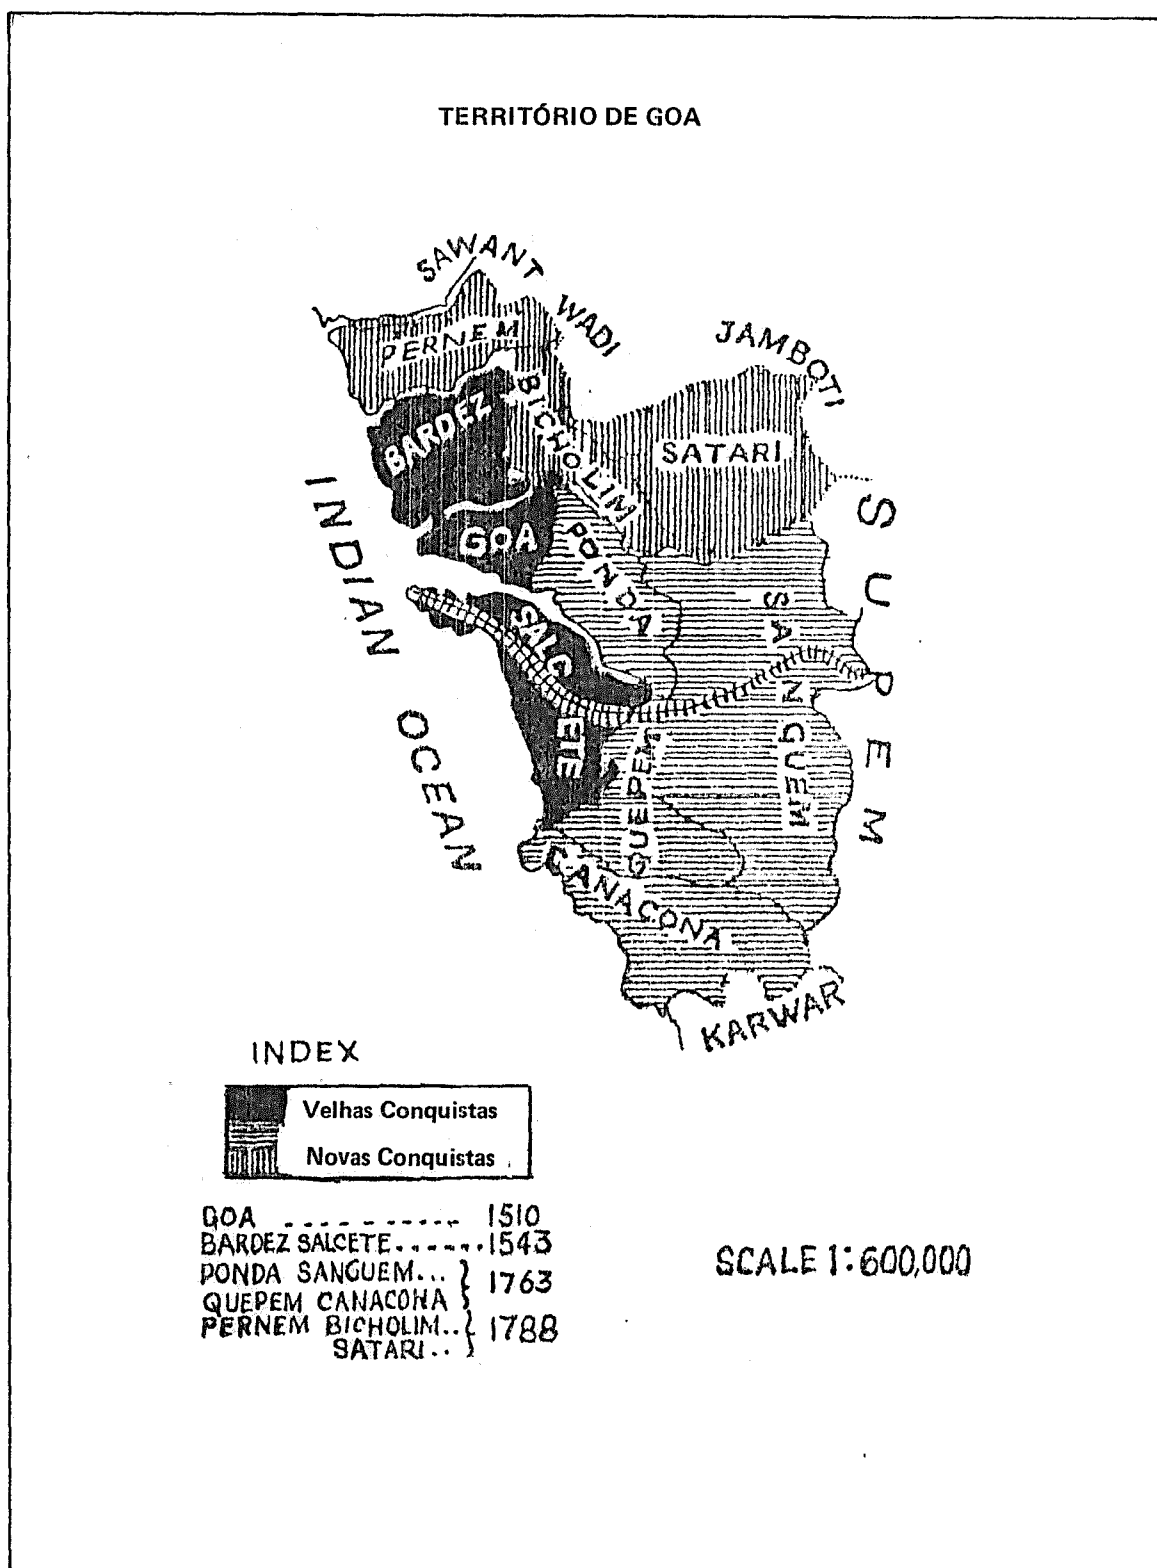 TERRITÓRIO DE GOA
SAWANT WADI
JAMBOTI
PERNEM
BARDEZ
BICHOLIM
SATARI
INDIAN OCEAN
GOA
PONDA
SUPEM
SANGUEM
SALCETE
QUEPEM
CANACONA
KARWAR
INDEX
Velhas Conquistas
Novas Conquistas
GOA ........... 1510
BARDEZ SALCETE.......1543
PONDA SANGUEM... } 1763
QUEPEM CANACONA }
PERNEM BICHOLIM.. } 1788
SATARI.. }
SCALE 1:600,000